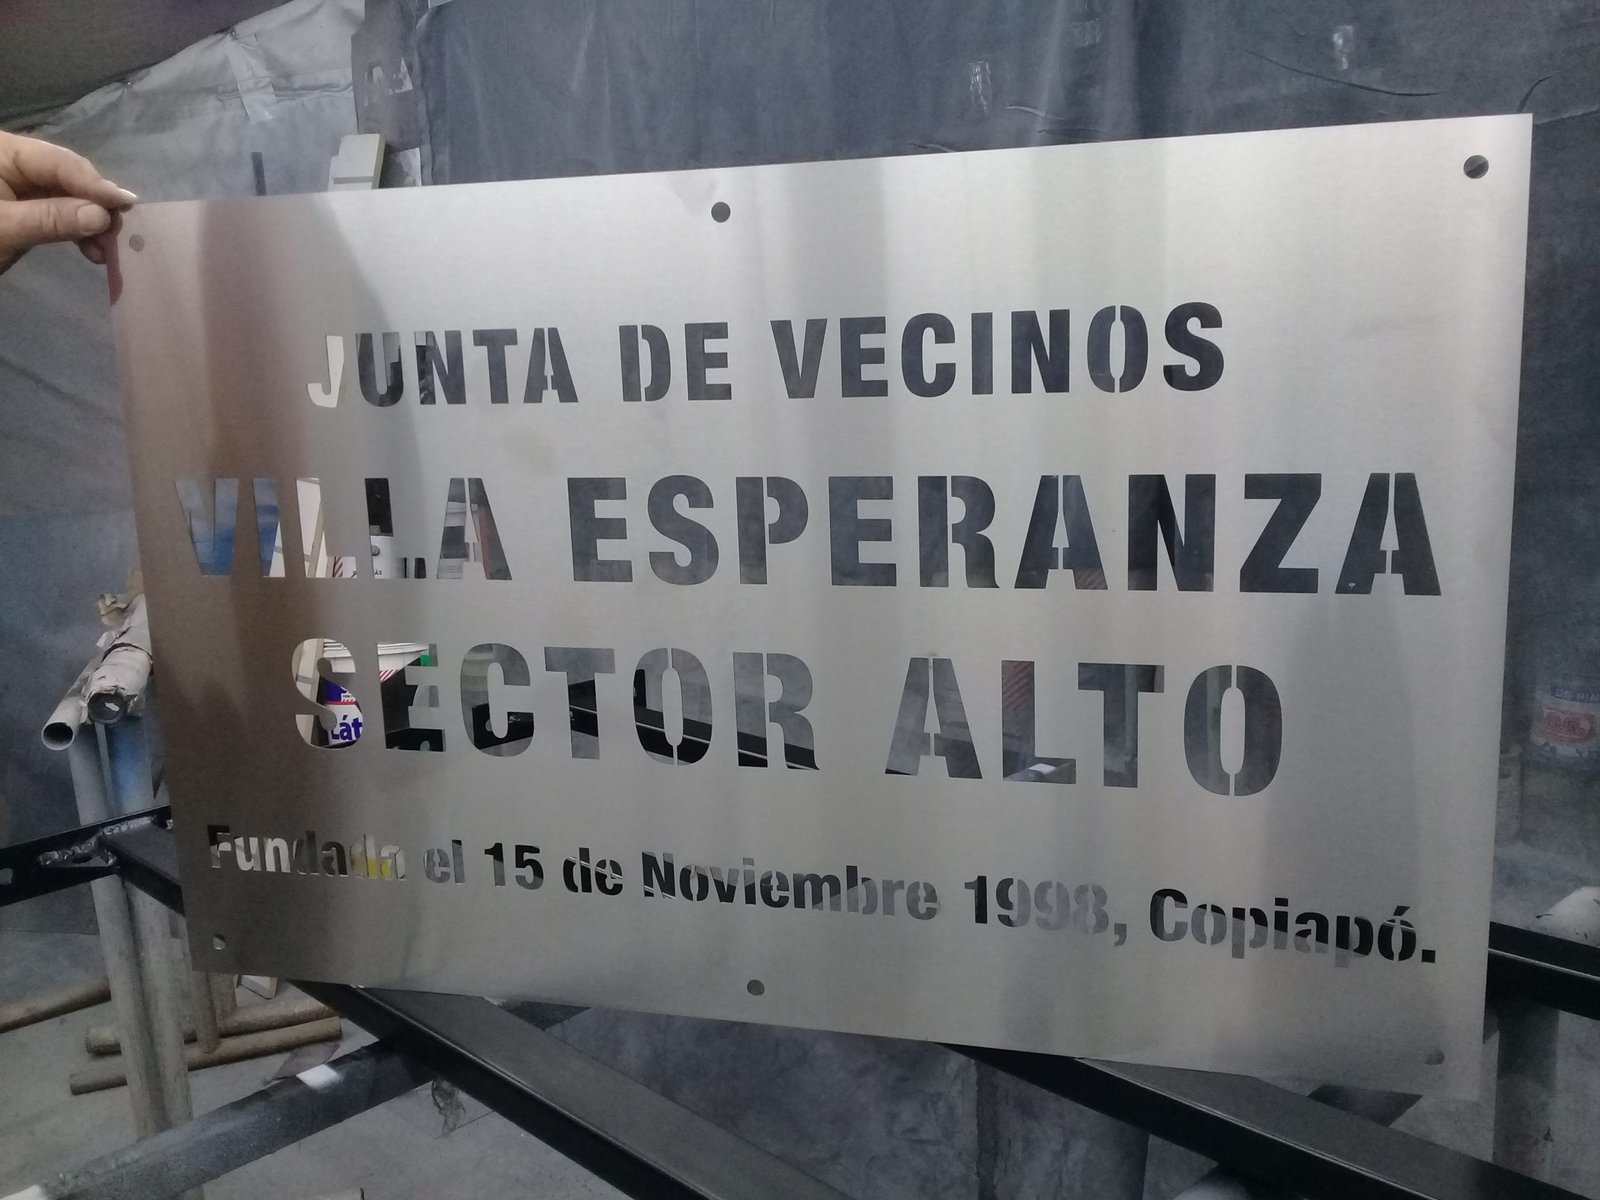 JUNTA DE VECINOS
VILLA ESPERANZA
SECTOR ALTO
Fundada el 15 de Noviembre 1998, Copiapó.